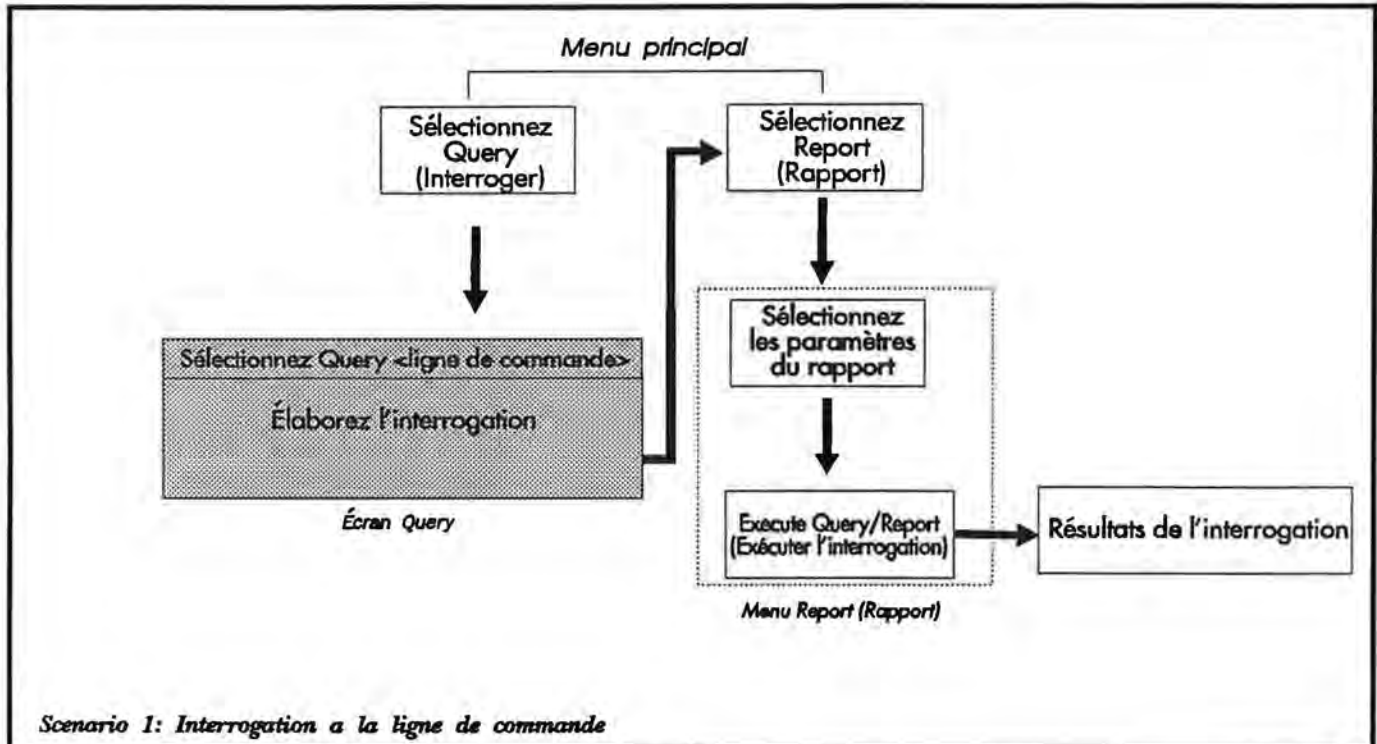 Menu principal
Sélectionnez
Query
(Interroger)
Sélectionnez
Report
(Rapport)
Sélectionnez Query <ligne de commande>
Élaborez l'interrogation
Écran Query
Sélectionnez
les paramètres
du rapport
Execute Query/Report
(Exécuter l'interrogation)
Menu Report (Rapport)
Résultats de l'interrogation
Scenario 1: Interrogation a la ligne de commande